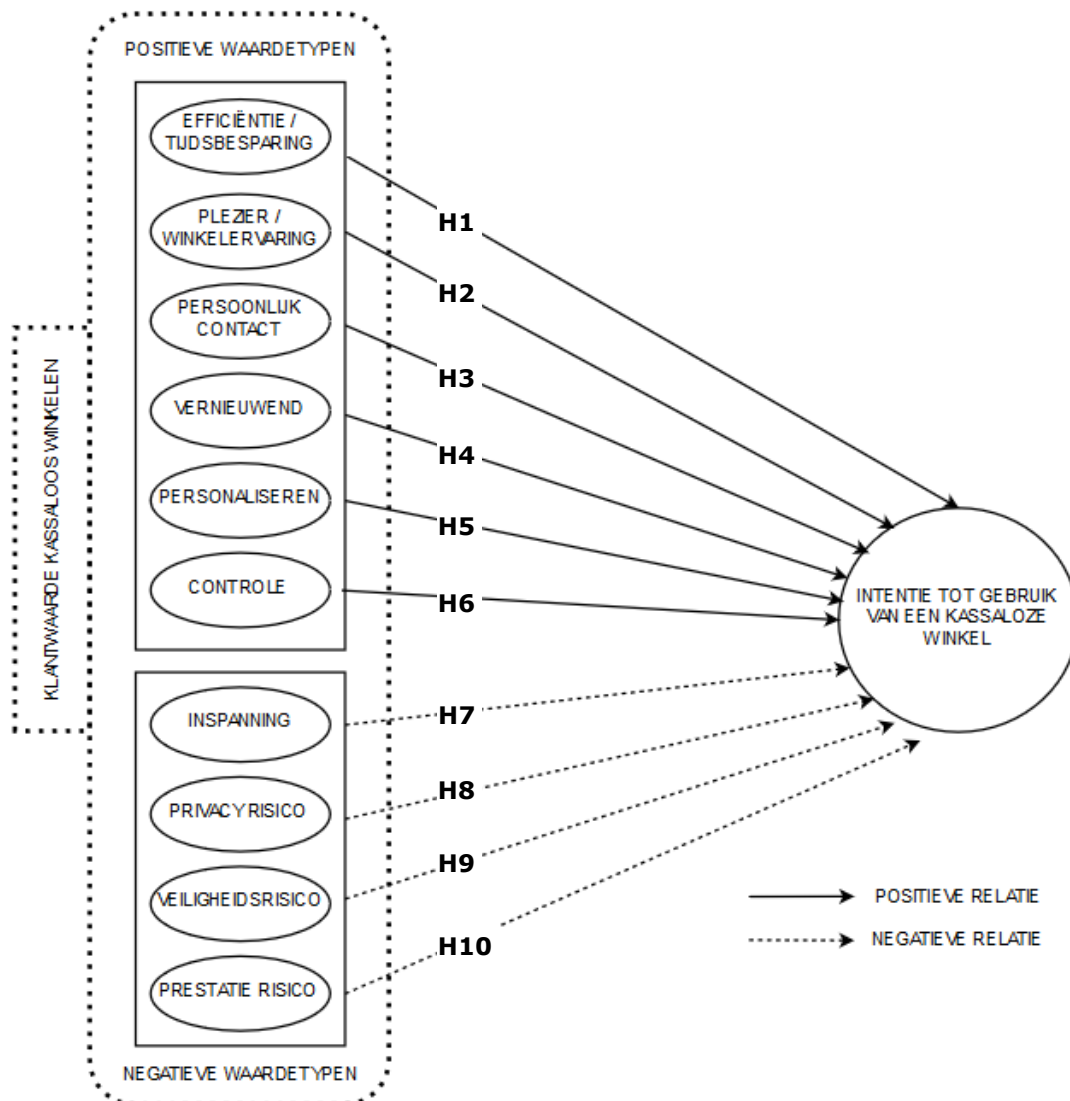 POSITIEVE WAARDETYPEN
EFFICIËNTIE /
TIJDSBESPARING
PLEZIER /
WINKELERVARING
PERSOONLIJK
CONTACT
VERNIEUWEND
PERSONALISEREN
CONTROLE
KLANTWAARDE KASSALOOS WINKELEN
INSPANNING
PRIVACY RISICO
VEILIGHEIDSRISICO
PRESTATIE RISICO
NEGATIEVE WAARDETYPEN
H1
H2
H3
H4
H5
H6
H7
H8
H9
H10
INTENTIE TOT GEBRUIK
VAN EEN KASSALOZE
WINKEL
POSITIEVE RELATIE
NEGATIEVE RELATIE